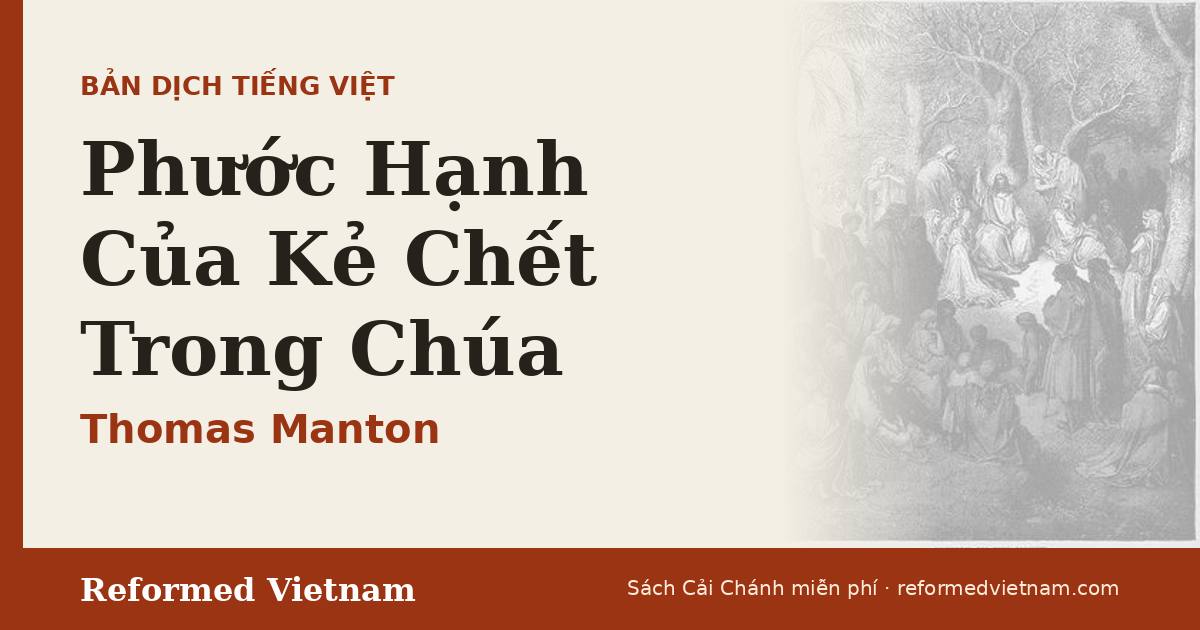 BẢN DỊCH TIẾNG VIỆT
Phước Hạnh
Của Kẻ Chết
Trong Chúa
Thomas Manton
Reformed Vietnam
Sách Cải Chánh miễn phí · reformedvietnam.com